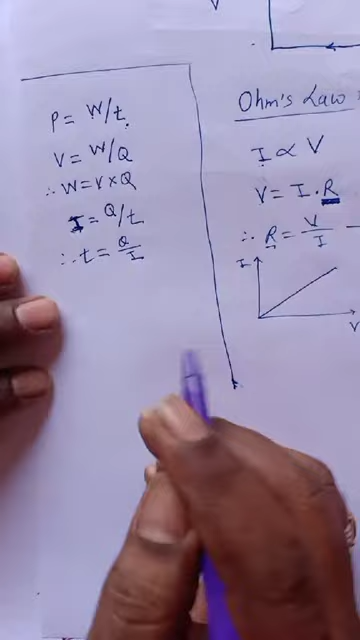 P = W/t
V = W/Q
∴ W = V × Q
I = Q/t
∴ t = Q/I
V
Ohm's Law
I ∝ V
V = I . R
∴ R = V/I –
I
V